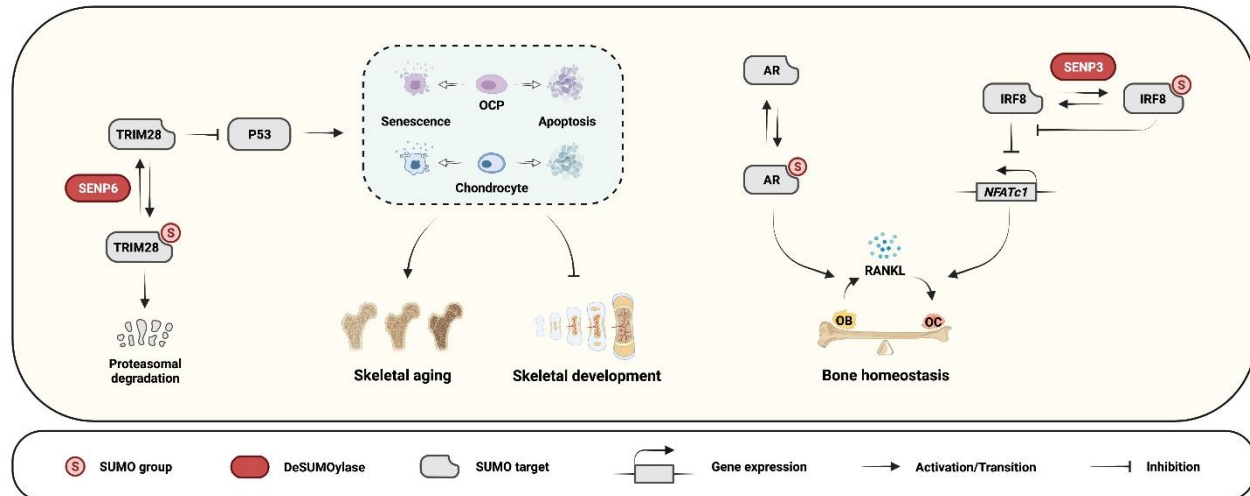 TRIM28
P53
SENP6
TRIM28
S
Proteasomal
degradation
OCP
Senescence
Apoptosis
Chondrocyte
Skeletal aging
Skeletal development
AR
AR
S
SENP3
IRF8
IRF8
S
NFATc1
RANKL
OB
OC
Bone homeostasis
S
SUMO group
DeSUMOylase
SUMO target
Gene expression
Activation/Transition
Inhibition